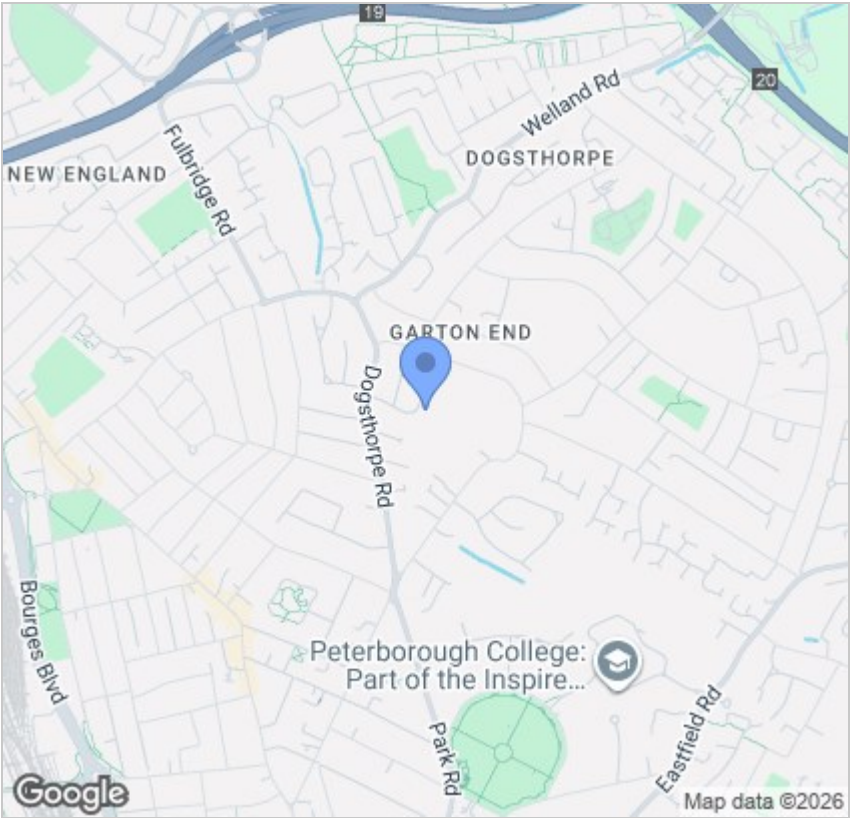 19
20
Welland Rd
DOGSTHORPE
Fulbridge Rd
NEW ENGLAND
GARTON END
Dogsthorpe Rd
Bourges Blvd
Peterborough College:
Part of the Inspire...
Park Rd
Eastfield Rd
Google
Map data ©2026